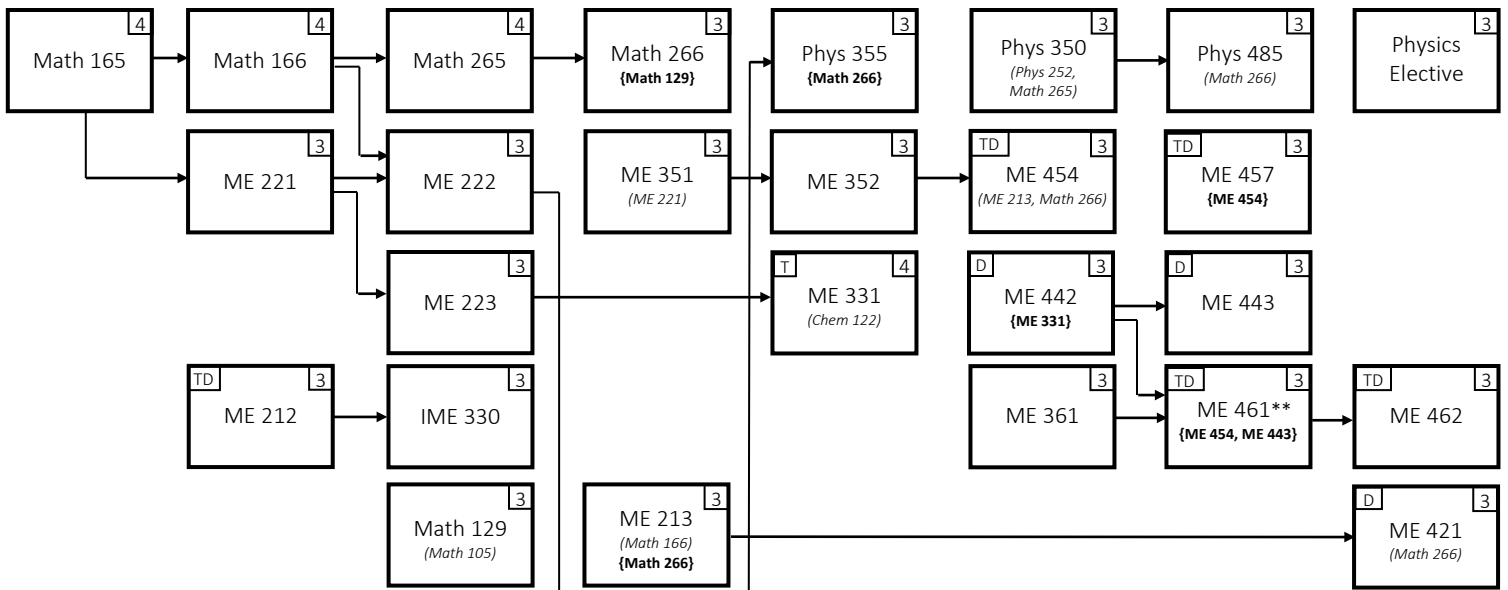 4
Math 165
4
Math 166
4
Math 265
3
Math 266
{Math 129}
3
Phys 355
{Math 266}
3
Phys 350
(Phys 252,
Math 265)
3
Phys 485
(Math 266)
3
Physics
Elective
3
ME 221
3
ME 222
3
ME 351
(ME 221)
3
ME 352
TD 3
ME 454
(ME 213, Math 266)
TD 3
ME 457
{ME 454}
3
ME 223
T 4
ME 331
(Chem 122)
D 3
ME 442
{ME 331}
D 3
ME 443
TD 3
ME 212
3
IME 330
3
ME 361
TD 3
ME 461**
{ME 454, ME 443}
TD 3
ME 462
3
Math 129
(Math 105)
3
ME 213
(Math 166)
{Math 266}
D 3
ME 421
(Math 266)